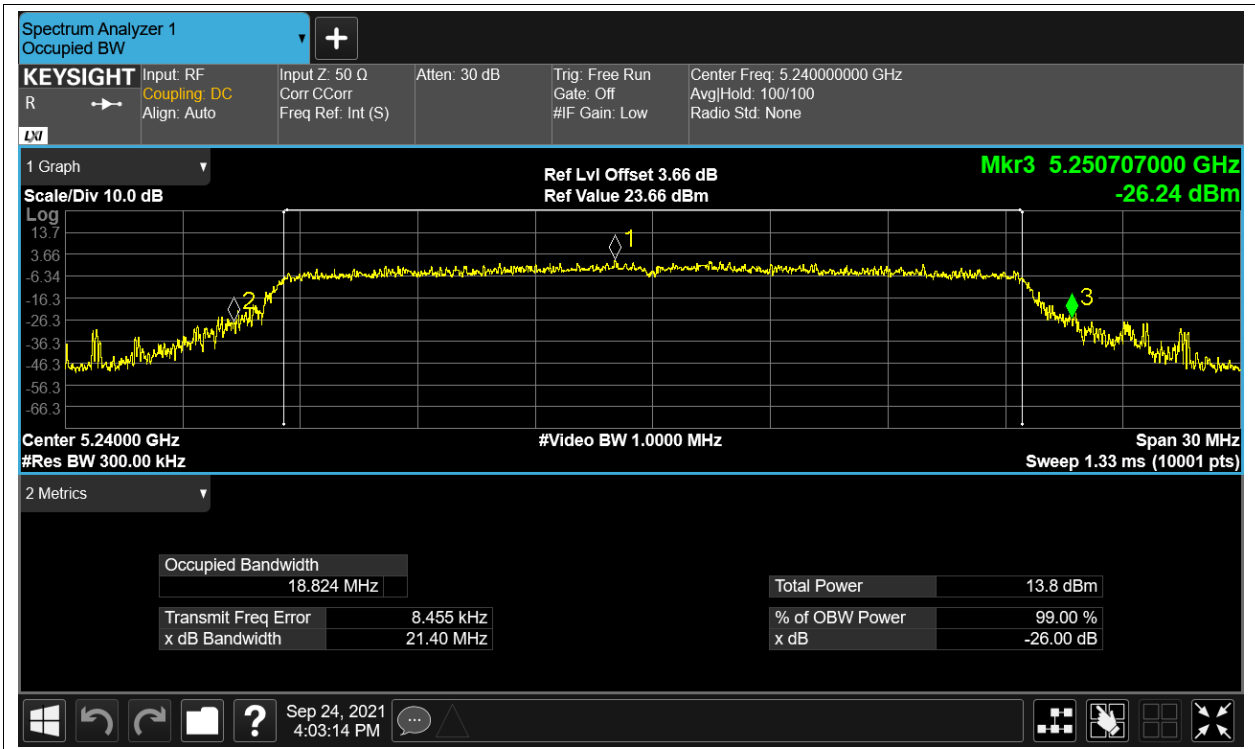 Spectrum Analyzer 1
Occupied BW
KEYSIGHT
R
LXI
Input: RF
Coupling: DC
Align: Auto
Input Z: 50 Ω
Corr CCorr
Freq Ref: Int (S)
Atten: 30 dB
Trig: Free Run
Gate: Off
#IF Gain: Low
Center Freq: 5.240000000 GHz
Avg|Hold: 100/100
Radio Std: None
1 Graph
Scale/Div 10.0 dB
Ref Lvl Offset 3.66 dB
Ref Value 23.66 dBm
Mkr3 5.250707000 GHz
-26.24 dBm
Log
13.7
3.66
-6.34
-16.3
-26.3
-36.3
-46.3
-56.3
-66.3
1
2
3
Center 5.24000 GHz
#Video BW 1.0000 MHz
Span 30 MHz
#Res BW 300.00 kHz
Sweep 1.33 ms (10001 pts)
2 Metrics
Occupied Bandwidth
18.824 MHz
Transmit Freq Error 8.455 kHz
x dB Bandwidth 21.40 MHz
Total Power 13.8 dBm
% of OBW Power 99.00 %
x dB -26.00 dB
?
Sep 24, 2021
4:03:14 PM